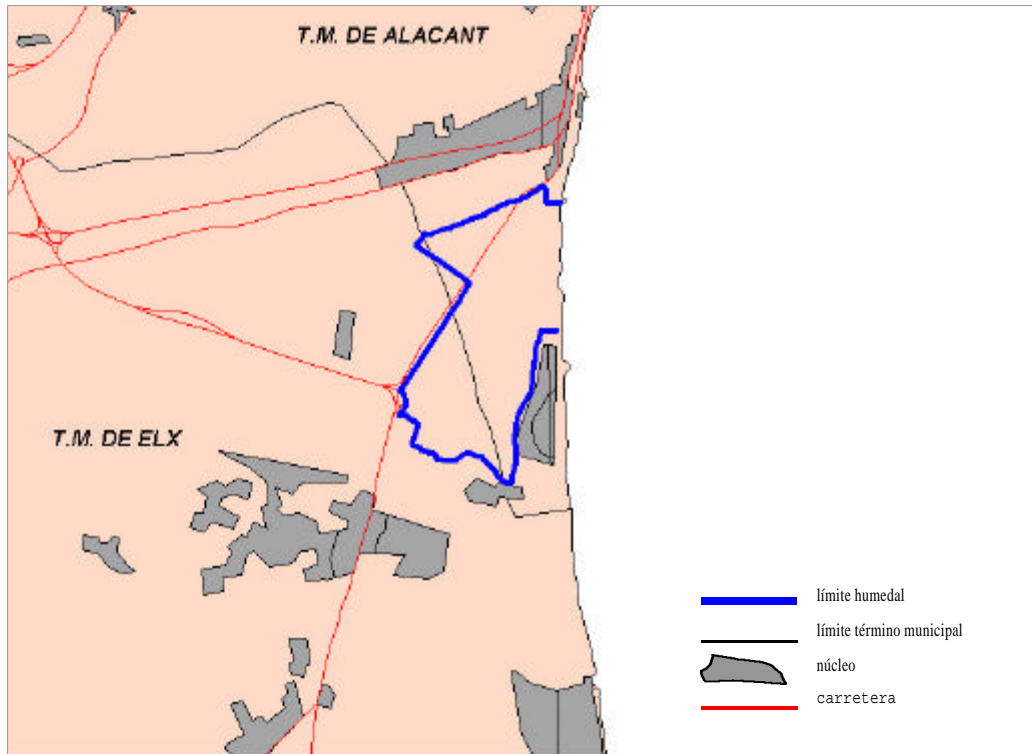 T.M. DE ALACANT
T.M. DE ELX
límite humedal
límite término municipal
núcleo
carretera